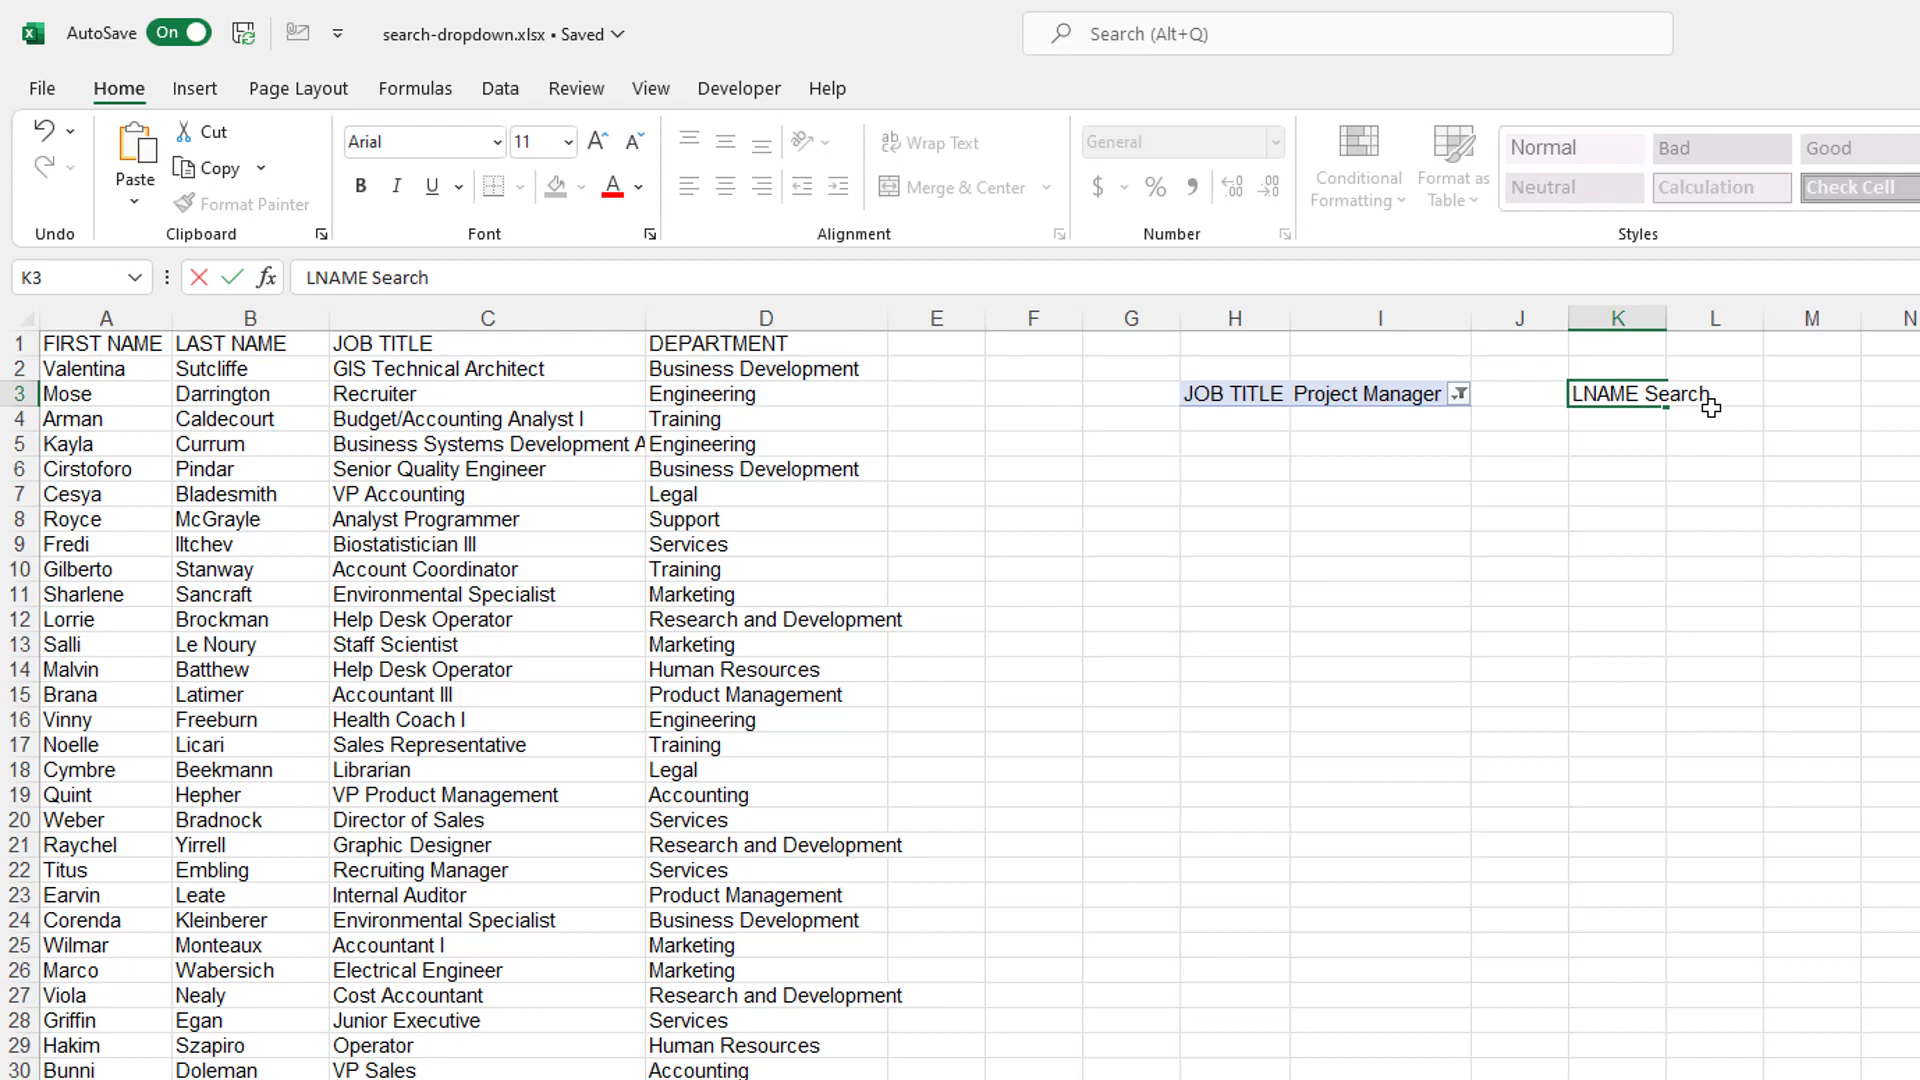 AutoSave On search-dropdown.xlsx • Saved Search (Alt+Q)
File Home Insert Page Layout Formulas Data Review View Developer Help
Paste Cut Copy Format Painter
Arial 11 A A B I U A
Wrap Text Merge & Center
General $ %
Conditional Formatting Format as Table
Normal Bad Good
Neutral Calculation Check Cell
Undo Clipboard Font Alignment Number Styles
K3 fx LNAME Search
A B C D E F G H I J K L M N
1 FIRST NAME LAST NAME JOB TITLE DEPARTMENT
2 Valentina Sutcliffe GIS Technical Architect Business Development
3 Mose Darrington Recruiter Engineering JOB TITLE Project Manager LNAME Search
4 Arman Caldecourt Budget/Accounting Analyst I Training
5 Kayla Currum Business Systems Development A Engineering
6 Cirstoforo Pindar Senior Quality Engineer Business Development
7 Cesya Bladesmith VP Accounting Legal
8 Royce McGrayle Analyst Programmer Support
9 Fredi Iltchev Biostatistician III Services
10 Gilberto Stanway Account Coordinator Training
11 Sharlene Sancraft Environmental Specialist Marketing
12 Lorrie Brockman Help Desk Operator Research and Development
13 Salli Le Noury Staff Scientist Marketing
14 Malvin Batthew Help Desk Operator Human Resources
15 Brana Latimer Accountant III Product Management
16 Vinny Freeburn Health Coach I Engineering
17 Noelle Licari Sales Representative Training
18 Cymbre Beekmann Librarian Legal
19 Quint Hepher VP Product Management Accounting
20 Weber Bradnock Director of Sales Services
21 Raychel Yirrell Graphic Designer Research and Development
22 Titus Embling Recruiting Manager Services
23 Earvin Leate Internal Auditor Product Management
24 Corenda Kleinberer Environmental Specialist Business Development
25 Wilmar Monteaux Accountant I Marketing
26 Marco Wabersich Electrical Engineer Marketing
27 Viola Nealy Cost Accountant Research and Development
28 Griffin Egan Junior Executive Services
29 Hakim Szapiro Operator Human Resources
30 Bunni Doleman VP Sales Accounting